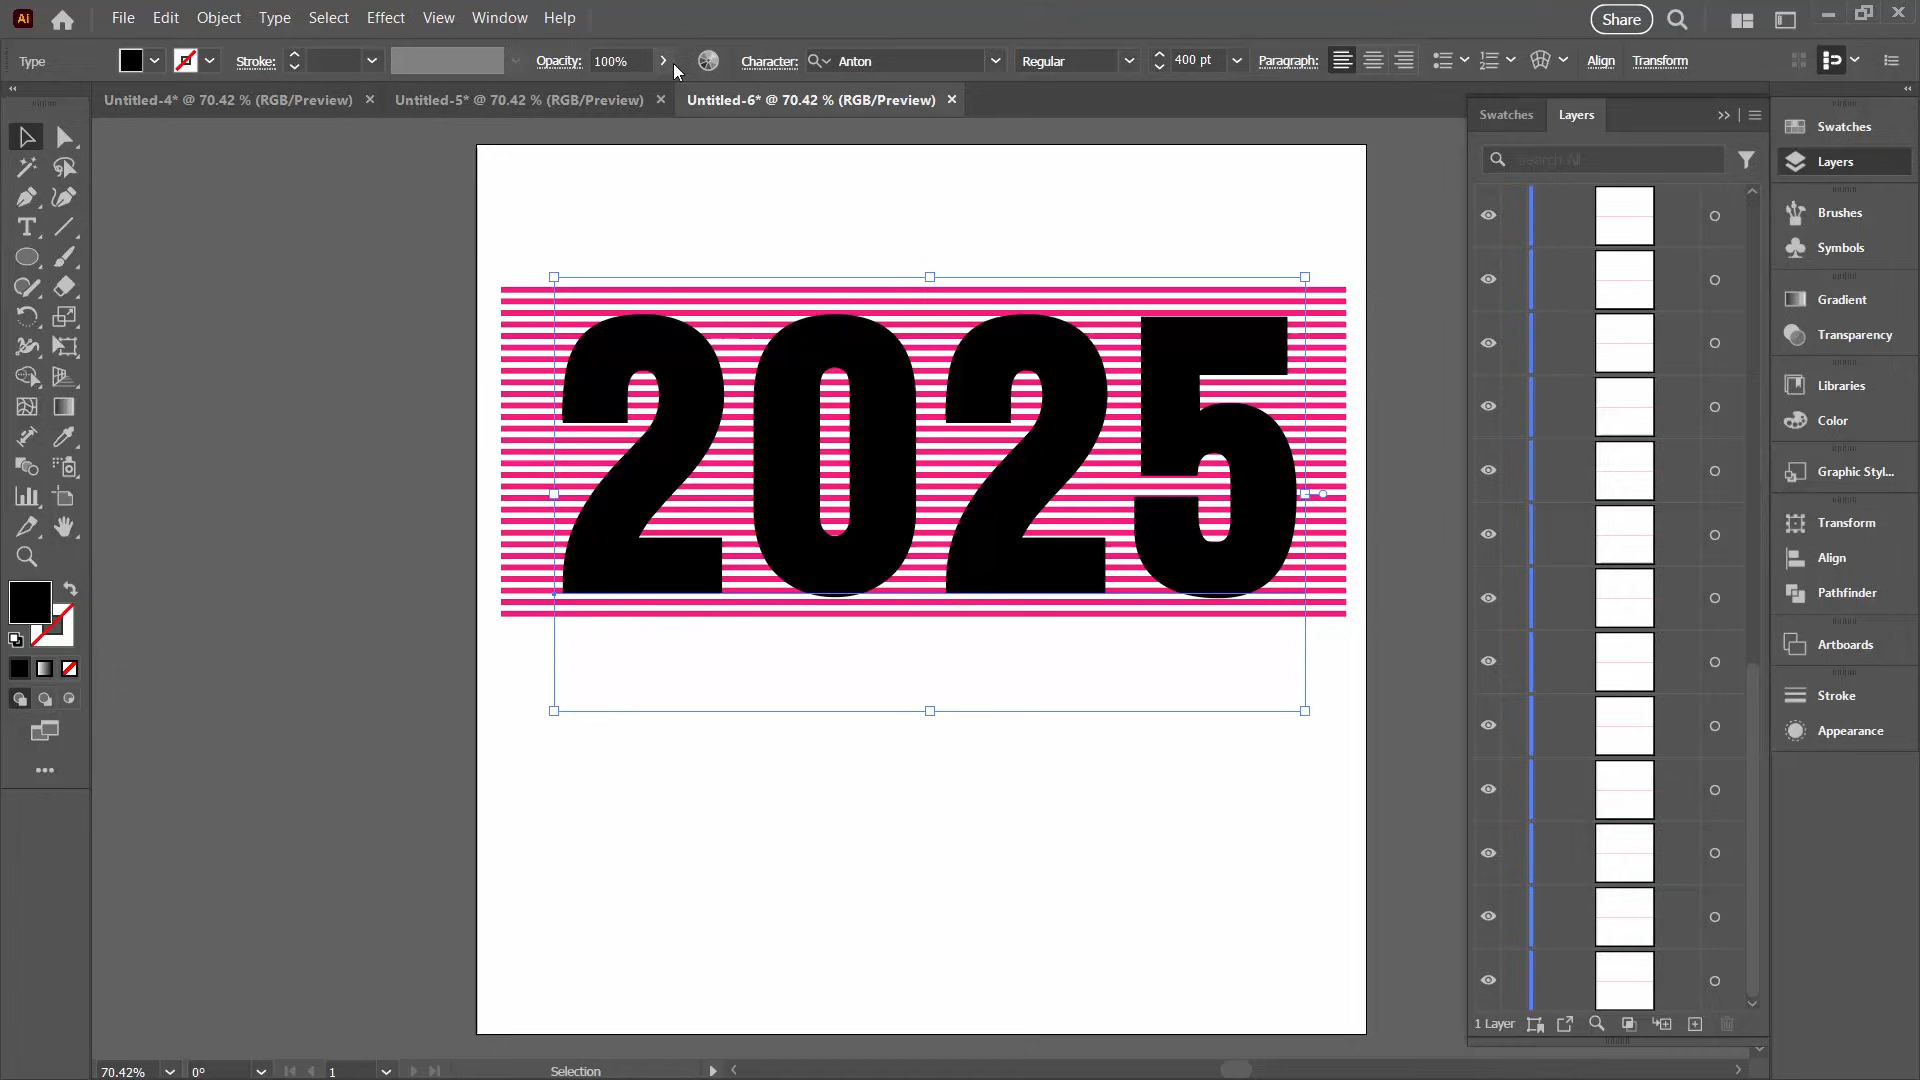 Ai File Edit Object Type Select Effect View Window Help Share
Type Stroke: Opacity: 100% Character: Anton Regular 400 pt Paragraph: Align Transform
Untitled-4* @ 70.42 % (RGB/Preview) × Untitled-5* @ 70.42 % (RGB/Preview) × Untitled-6* @ 70.42 % (RGB/Preview) ×
Swatches Layers
Search All
Swatches
Layers
Brushes
Symbols
Gradient
Transparency
Libraries
Color
Graphic Styl...
Transform
Align
Pathfinder
Artboards
Stroke
Appearance
2025
1 Layer
70.42% 0° 1 Selection